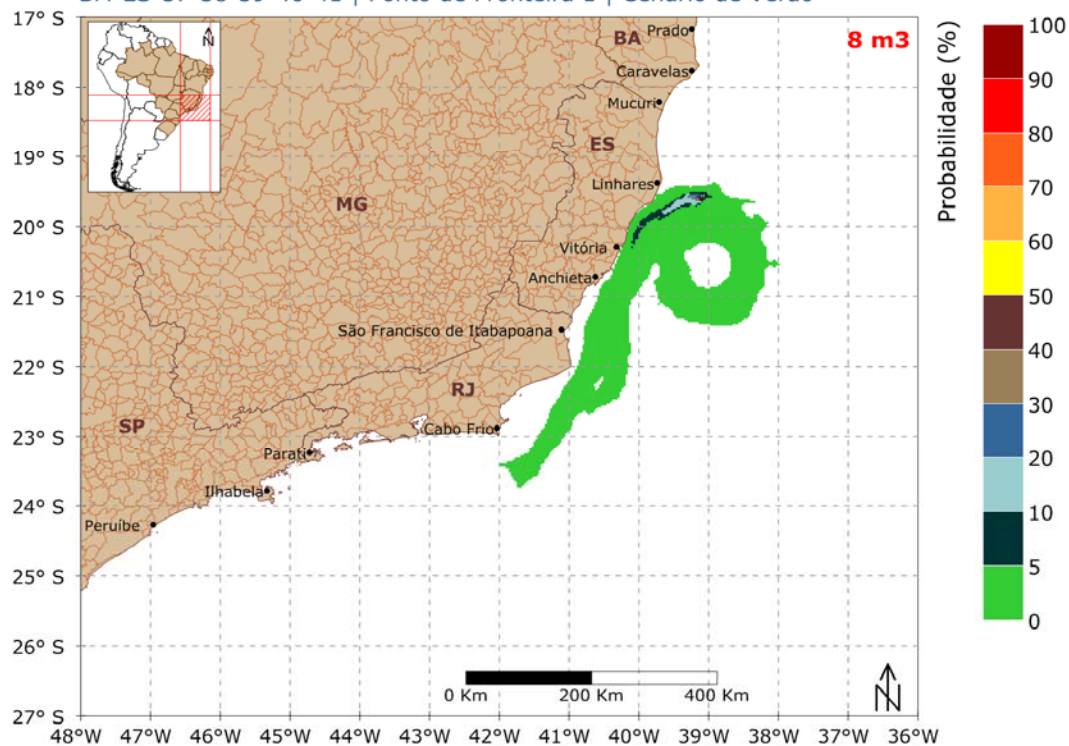 BA
Prado
8 m3
Caravelas
Mucuri
ES
Linhares
MG
Vitória
Anchieta
São Francisco de Itabapoana
RJ
SP
Cabo Frio
Parati
Ilhabela
Peruíbe
N
0 Km 200 Km 400 Km
N
17° S
18° S
19° S
20° S
21° S
22° S
23° S
24° S
25° S
26° S
27° S
48°W 47°W 46°W 45°W 44°W 43°W 42°W 41°W 40°W 39°W 38°W 37°W 36°W
Probabilidade (%)
100
90
80
70
60
50
40
30
20
10
5
0